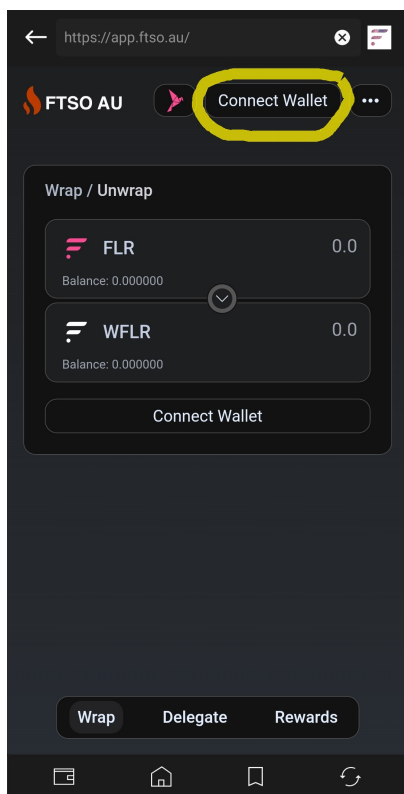 https://app.ftso.au/
FTSO AU
Connect Wallet
Wrap / Unwrap
FLR
0.0
Balance: 0.000000
WFLR
0.0
Balance: 0.000000
Connect Wallet
Wrap
Delegate
Rewards